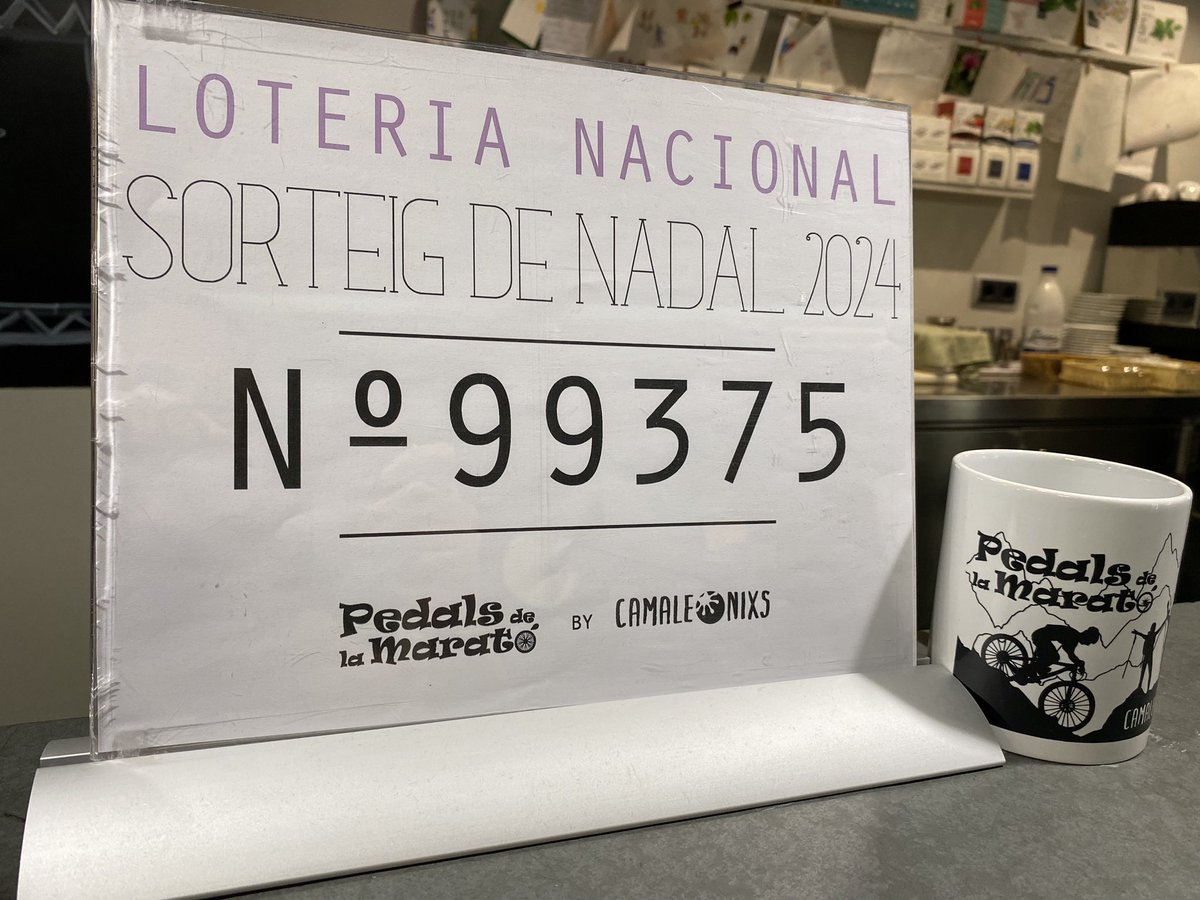 LOTERIA NACIONAL
SORTEIG DE NADAL 2024
Nº 99375
Pedals de
la Marató
BY CAMALEONIXS
Pedals de
la Marató